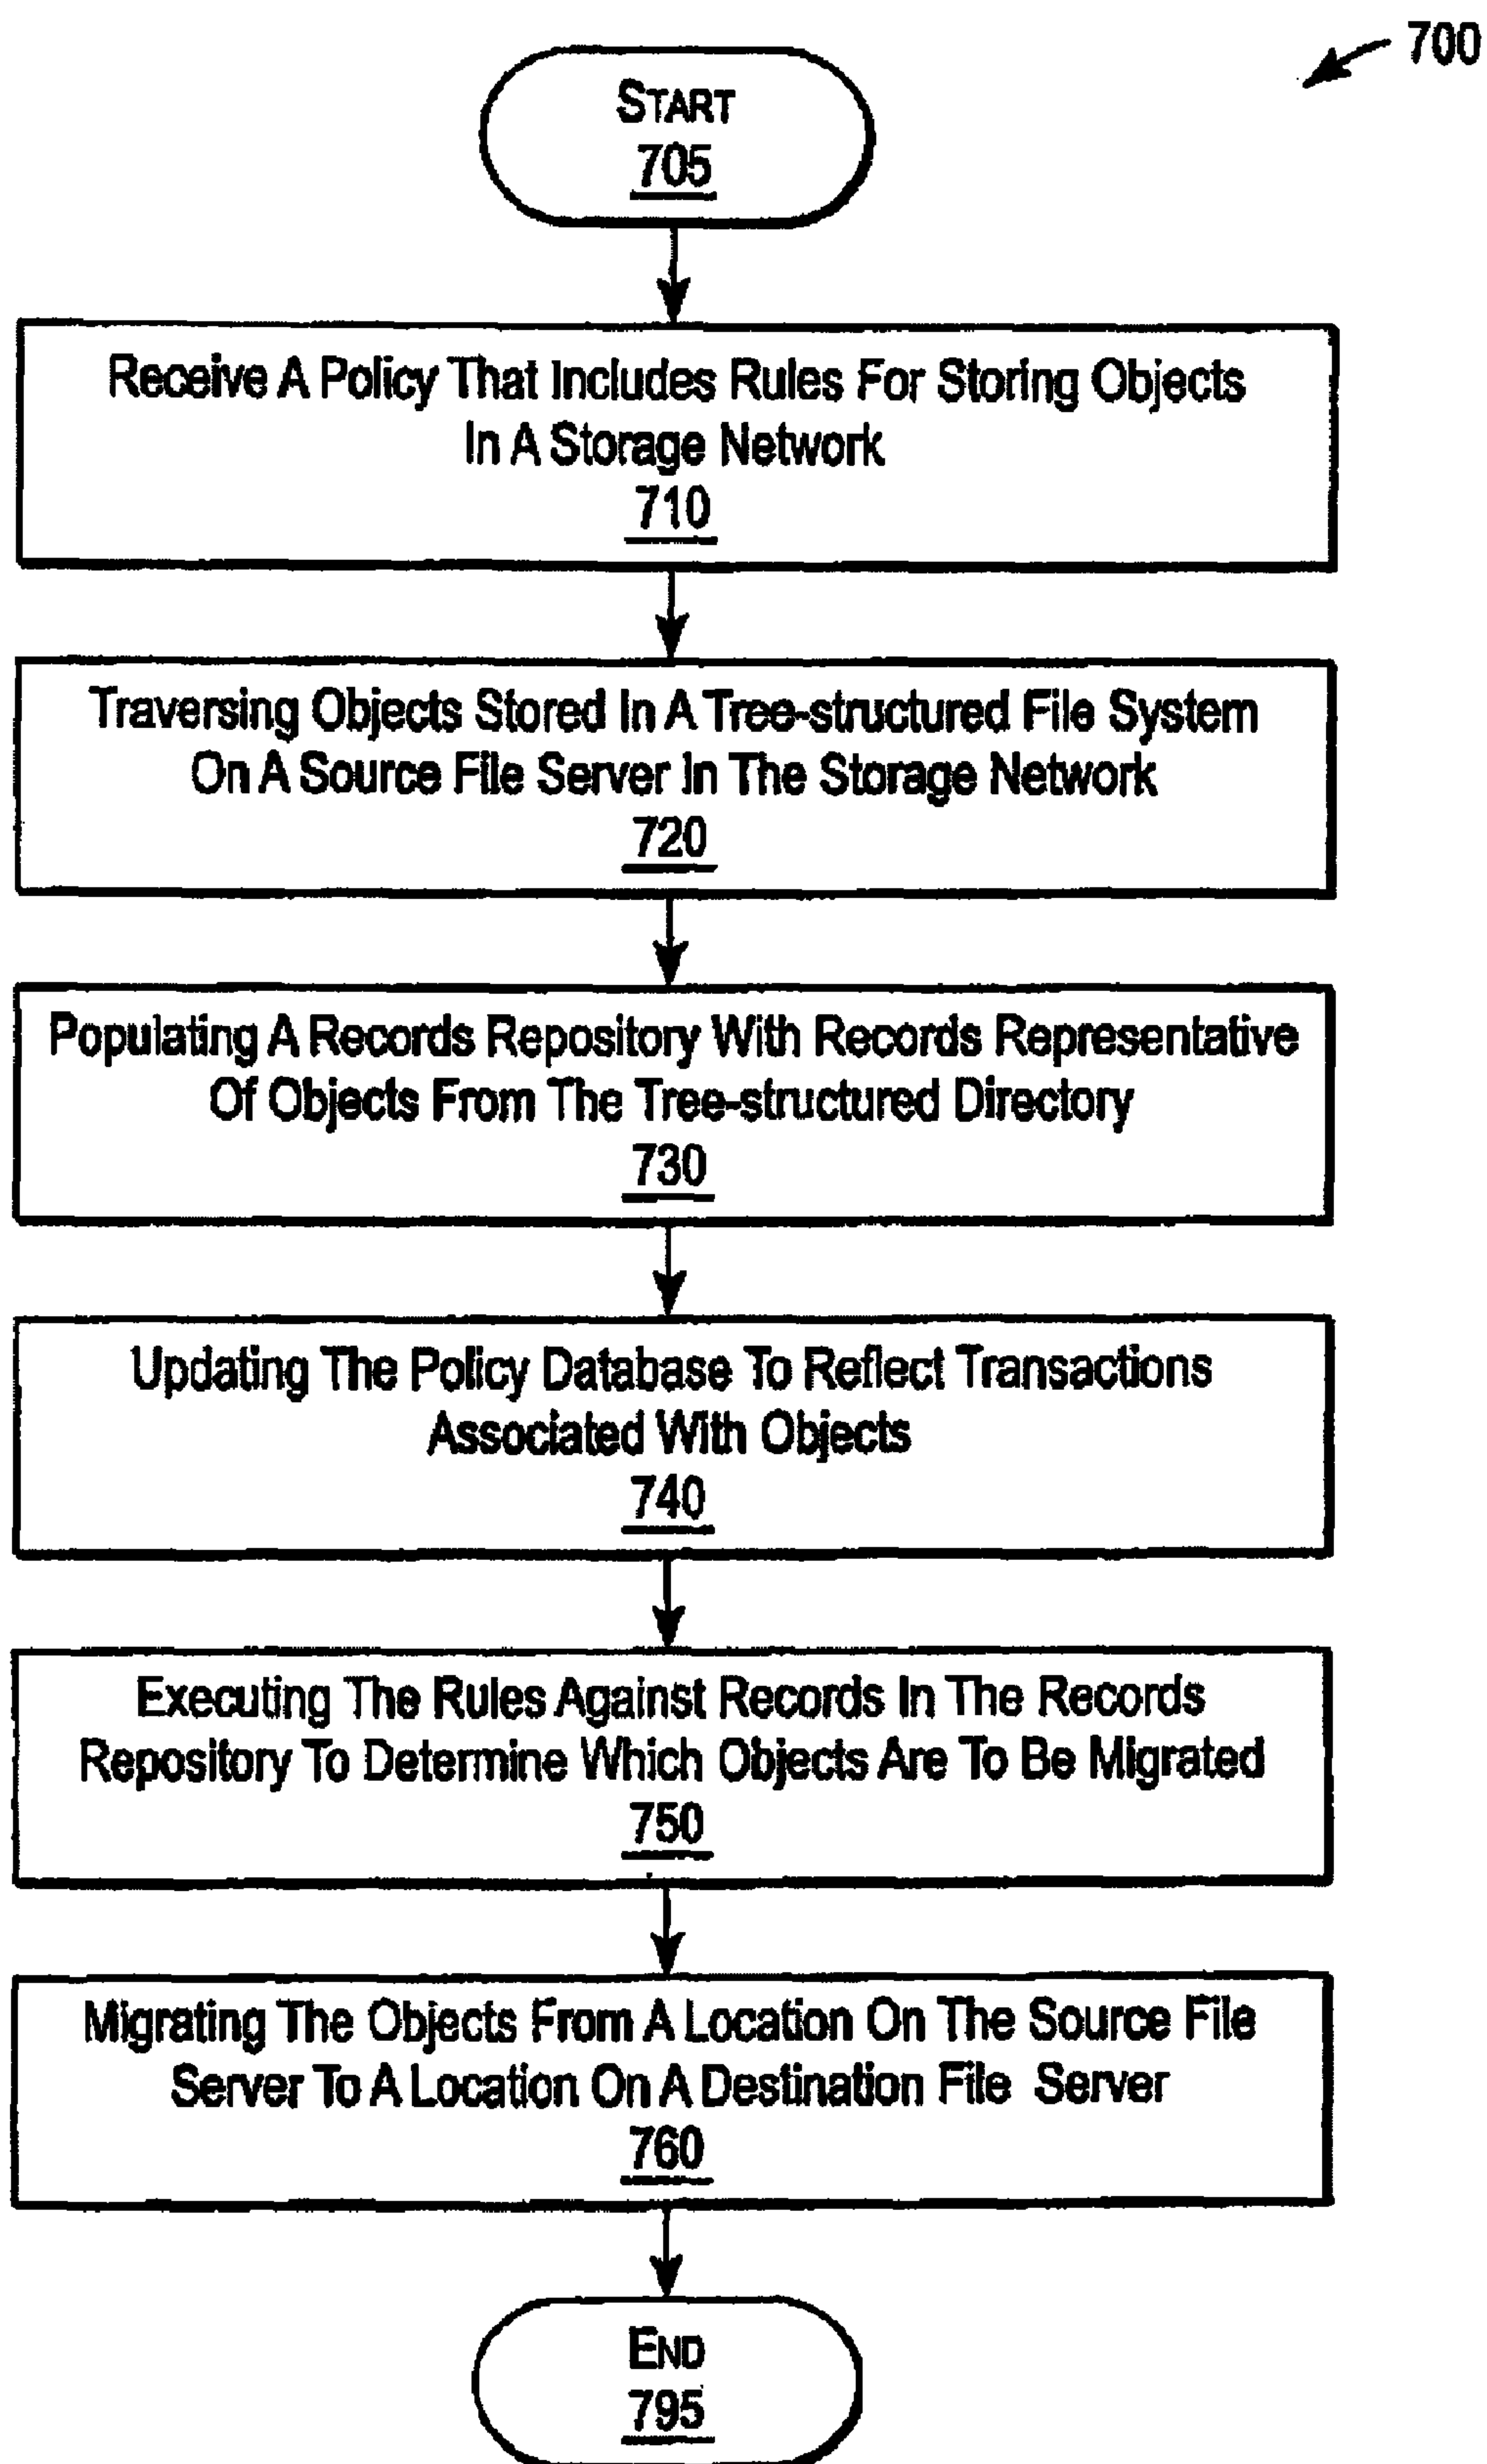 700
START
705
Receive A Policy That Includes Rules For Storing Objects
In A Storage Network
710
Traversing Objects Stored In A Tree-structured File System
On A Source File Server In The Storage Network
720
Populating A Records Repository With Records Representative
Of Objects From The Tree-structured Directory
730
Updating The Policy Database To Reflect Transactions
Associated With Objects
740
Executing The Rules Against Records In The Records
Repository To Determine Which Objects Are To Be Migrated
750
Migrating The Objects From A Location On The Source File
Server To A Location On A Destination File Server
760
END
795